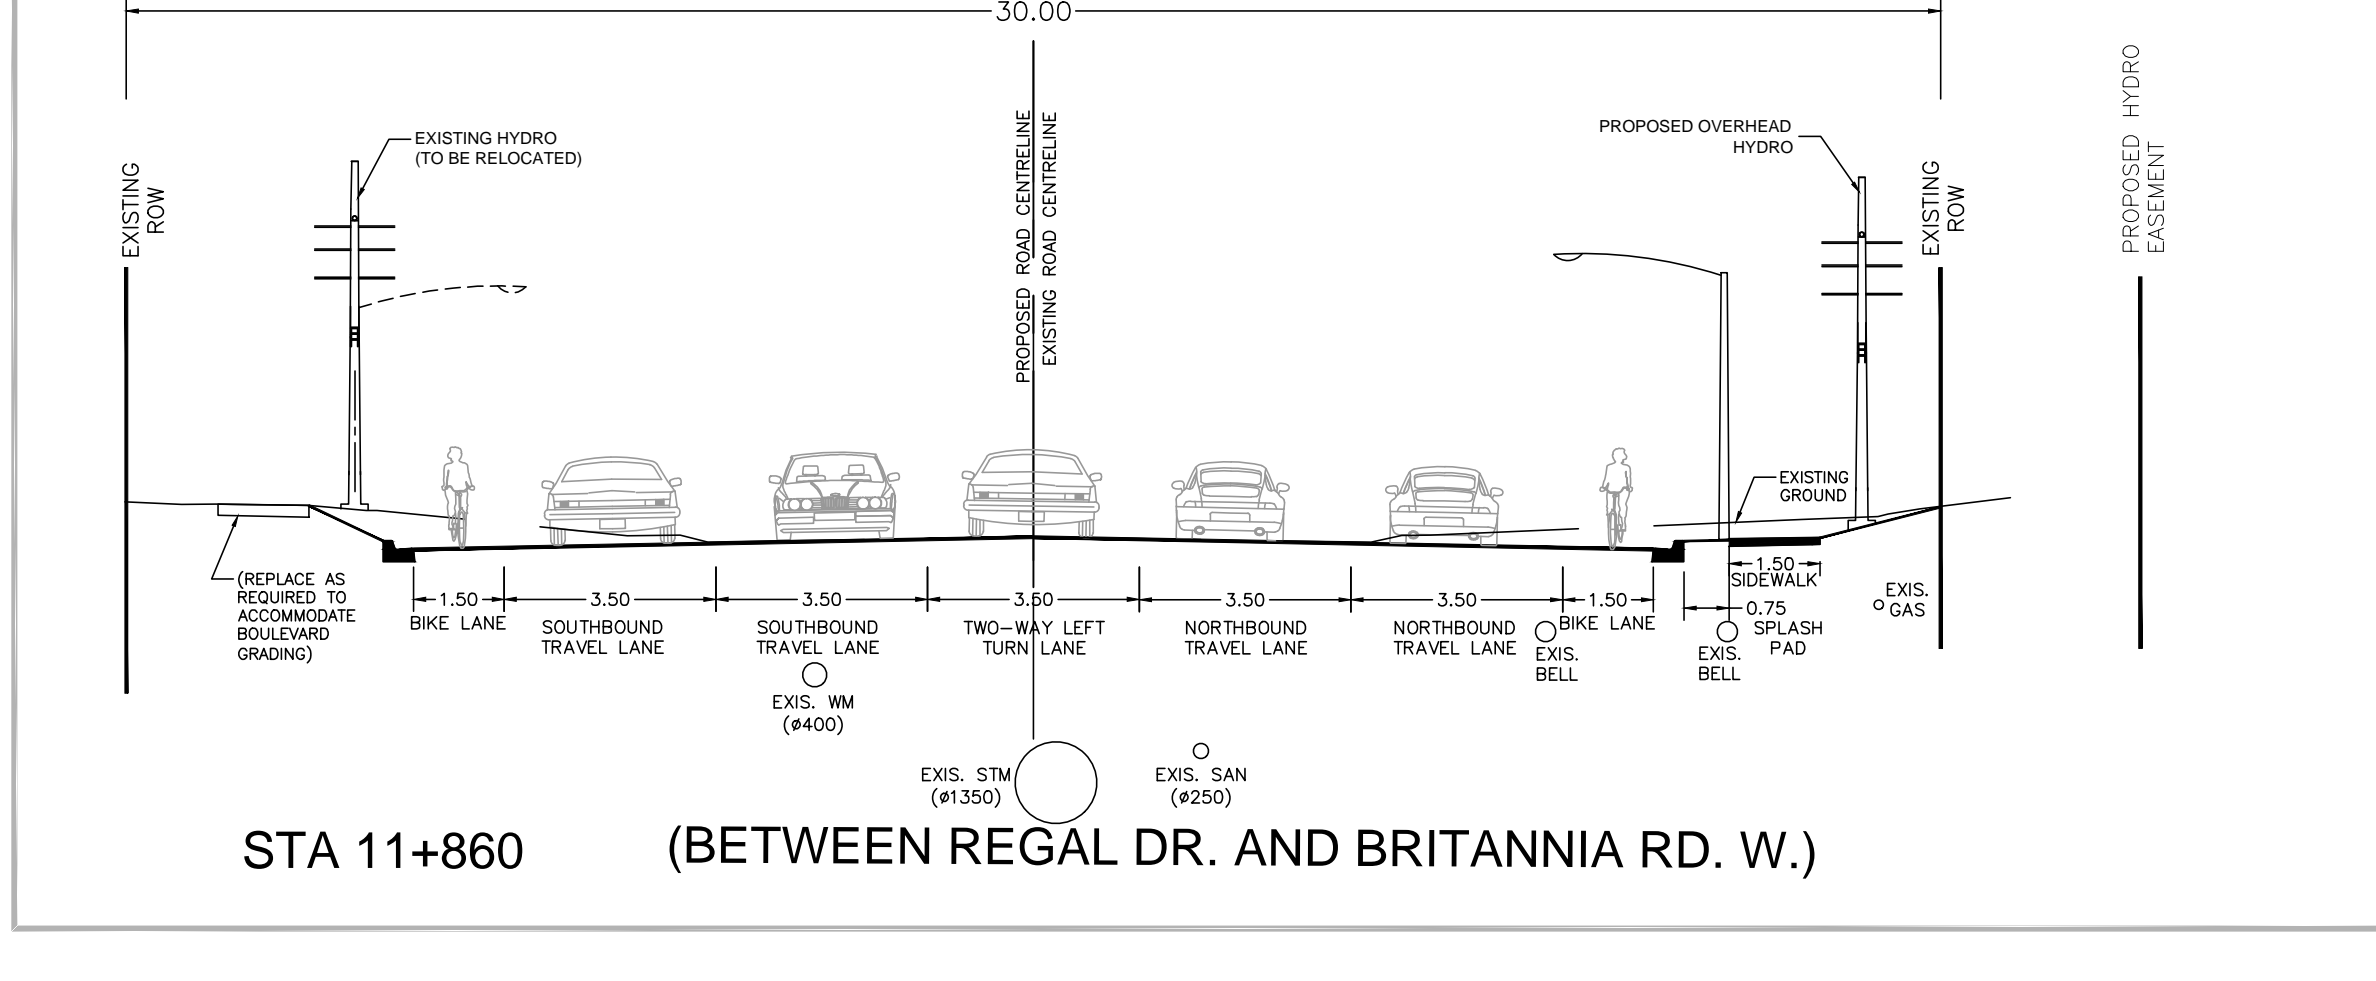 30.00
EXISTING HYDRO
(TO BE RELOCATED)
PROPOSED OVERHEAD
HYDRO
EXISTING
ROW
PROPOSED ROAD CENTRELINE
EXISTING ROAD CENTRELINE
EXISTING
ROW
PROPOSED HYDRO
EASEMENT
EXISTING
GROUND
(REPLACE AS
REQUIRED TO
ACCOMMODATE
BOULEVARD
GRADING)
1.50
BIKE LANE
3.50
SOUTHBOUND
TRAVEL LANE
3.50
SOUTHBOUND
TRAVEL LANE
3.50
TWO-WAY LEFT
TURN LANE
3.50
NORTHBOUND
TRAVEL LANE
3.50
NORTHBOUND
TRAVEL LANE
1.50
BIKE LANE
1.50
SIDEWALK
0.75
SPLASH
PAD
EXIS.
GAS
EXIS.
BELL
EXIS.
BELL
EXIS. WM
(ø400)
EXIS. STM
(ø1350)
EXIS. SAN
(ø250)
STA 11+860 (BETWEEN REGAL DR. AND BRITANNIA RD. W.)